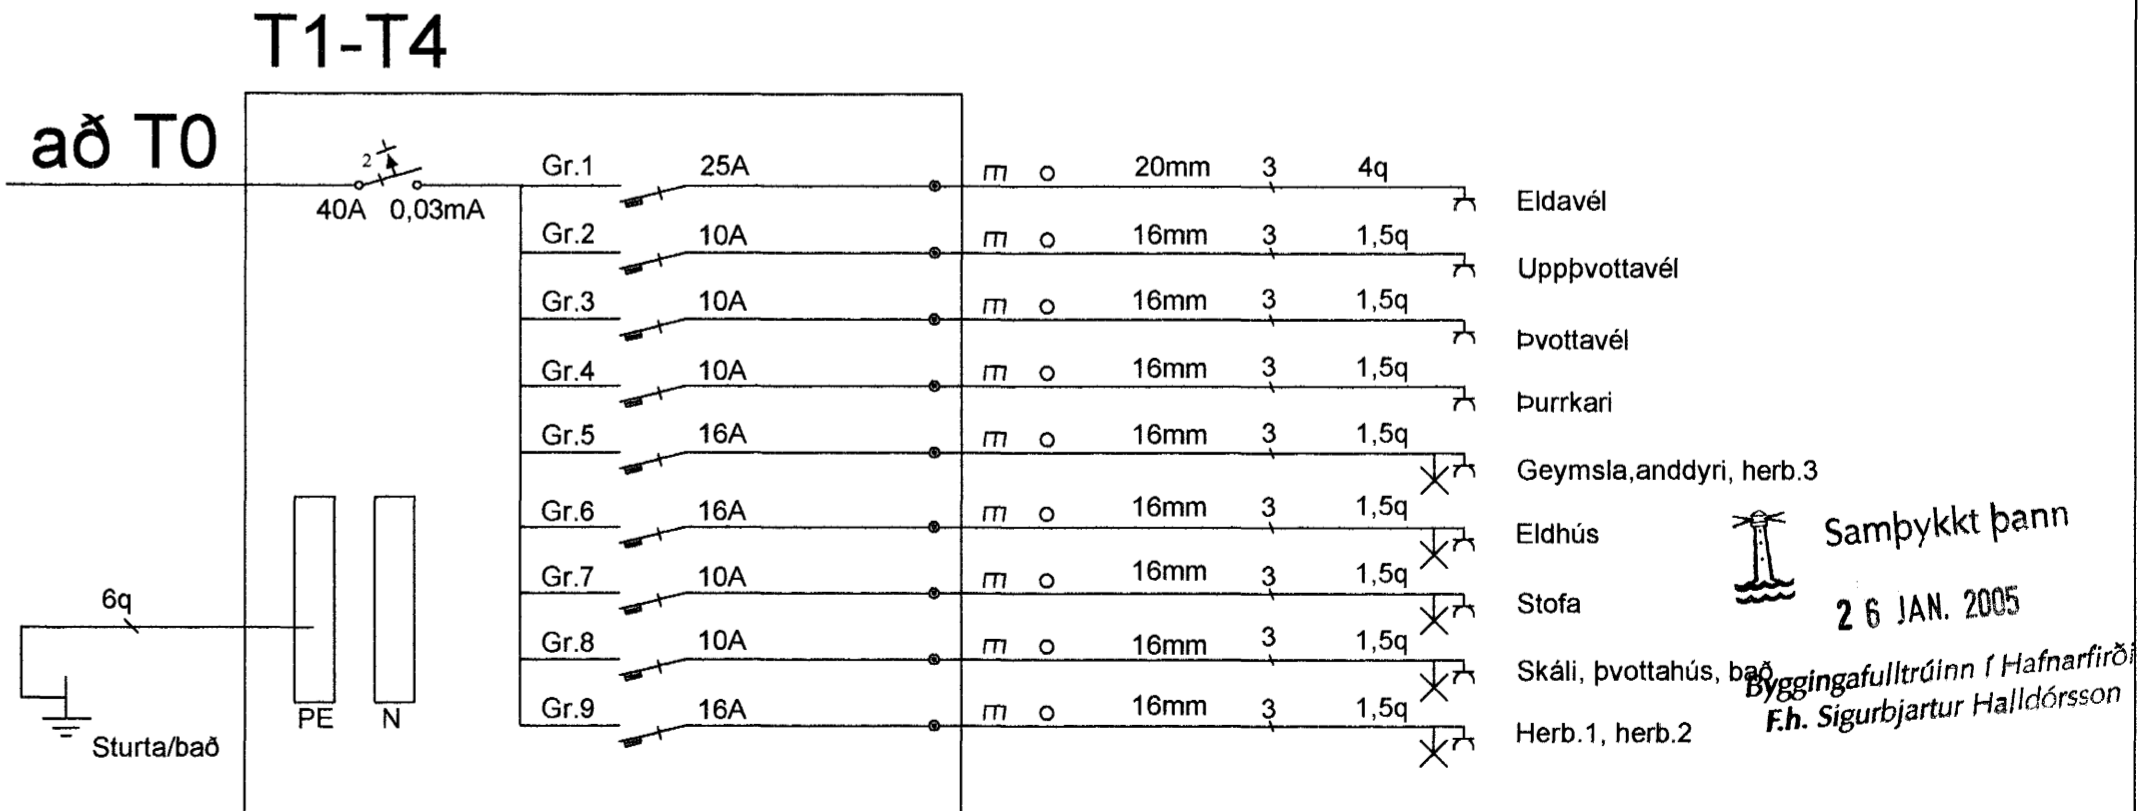 T1-T4
að T0
2
40A 0,03mA
Gr.1 25A m o 20mm 3 4q Eldavél
Gr.2 10A m o 16mm 3 1,5q Uppþvottavél
Gr.3 10A m o 16mm 3 1,5q Þvottavél
Gr.4 10A m o 16mm 3 1,5q Þurrkari
Gr.5 16A m o 16mm 3 1,5q Geymsla,anddyri, herb.3
Gr.6 16A m o 16mm 3 1,5q Eldhús
Gr.7 10A m o 16mm 3 1,5q Stofa
Gr.8 10A m o 16mm 3 1,5q Skáli, þvottahús, bað
Gr.9 16A m o 16mm 3 1,5q Herb.1, herb.2
6q
PE N
Sturta/bað
Samþykkt þann
26 JAN. 2005
Byggingafulltrúinn í Hafnarfirði
F.h. Sigurbjartur Halldórsson